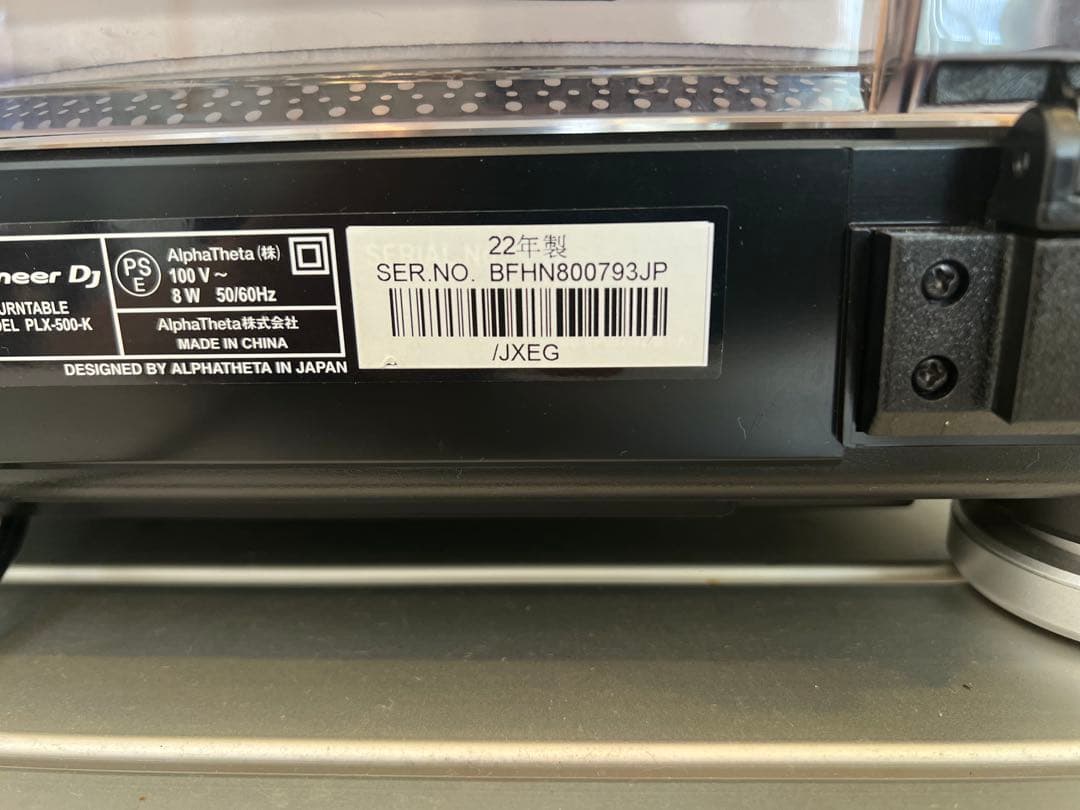 neer Dj
URNTABLE
DEL PLX-500-K
PS
E
AlphaTheta (株)
100 V ~
8 W 50/60Hz
AlphaTheta株式会社
MADE IN CHINA
DESIGNED BY ALPHATHETA IN JAPAN
SERIAL NO
22年製
SER.NO. BFHN800793JP
/JXEG